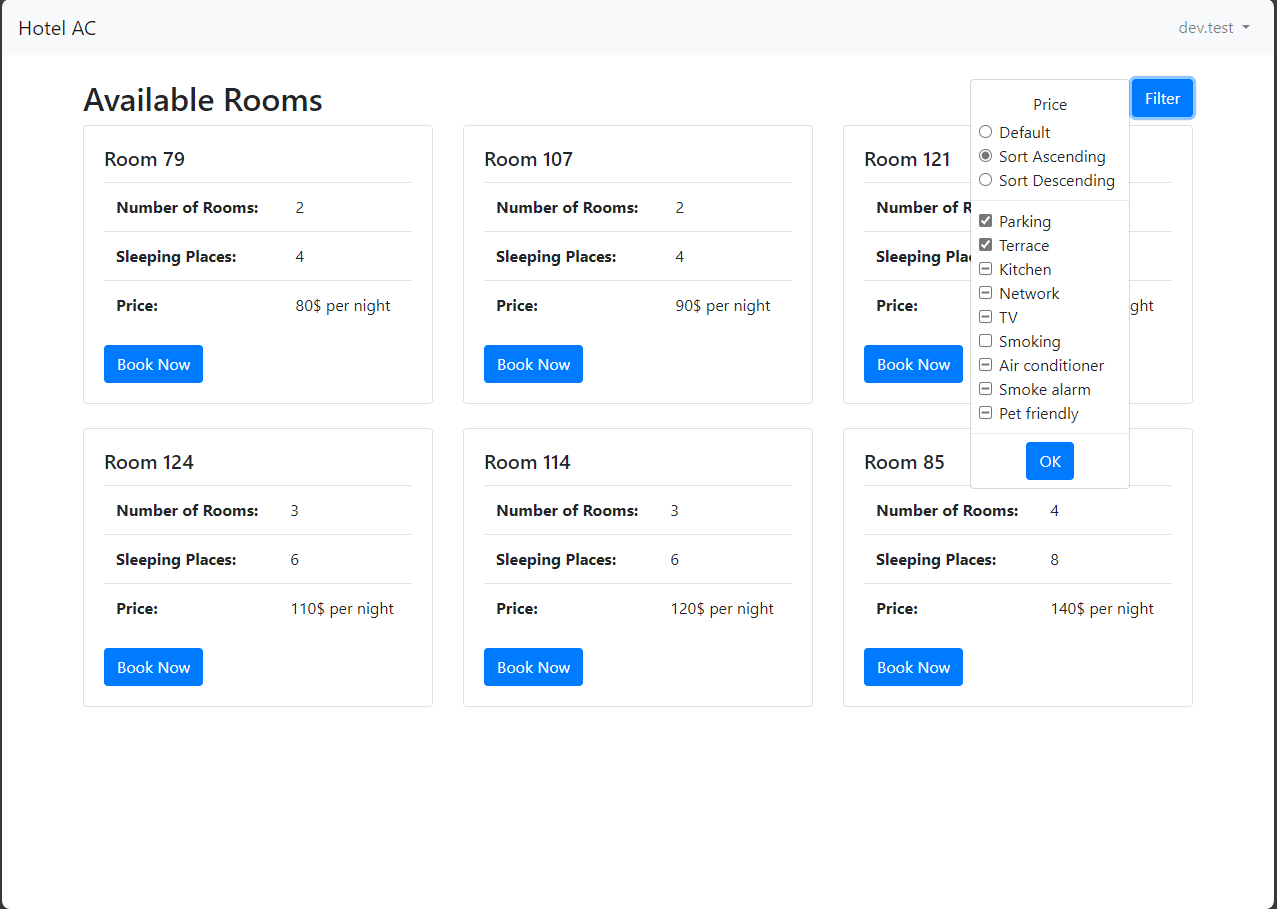 Hotel AC
dev.test
Available Rooms
Filter
Price
Default
Sort Ascending
Sort Descending
Parking
Terrace
Kitchen
Network
TV
Smoking
Air conditioner
Smoke alarm
Pet friendly
OK
Room 79
Number of Rooms: 2
Sleeping Places: 4
Price: 80$ per night
Book Now
Room 107
Number of Rooms: 2
Sleeping Places: 4
Price: 90$ per night
Book Now
Room 121
Number of
Sleeping
Price:
Book Now
Room 124
Number of Rooms: 3
Sleeping Places: 6
Price: 110$ per night
Book Now
Room 114
Number of Rooms: 3
Sleeping Places: 6
Price: 120$ per night
Book Now
Room 85
Number of Rooms: 4
Sleeping Places: 8
Price: 140$ per night
Book Now